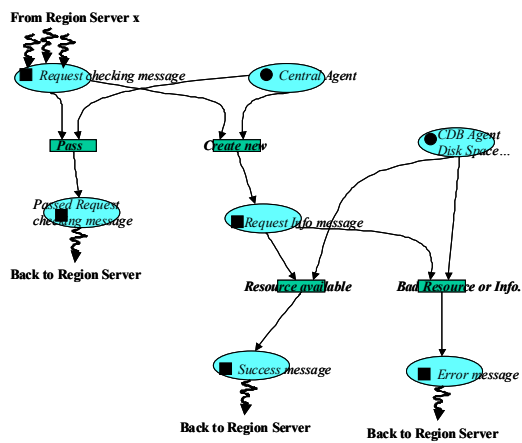 From Region Server x
Request checking message
Central Agent
Pass
Create new
CDB Agent
Disk Space...
Passed Request
checking message
Request Info message
Back to Region Server
Resource available
Bad Resource or Info.
Success message
Error message
Back to Region Server
Back to Region Server